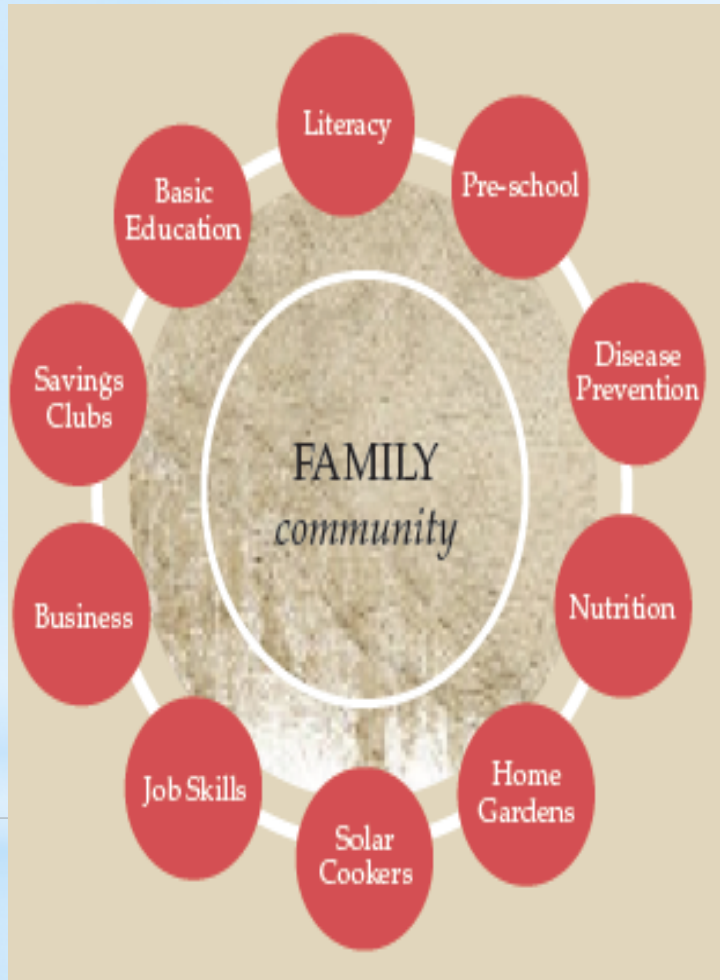 Literacy
Pre-school
Disease
Prevention
Nutrition
Home
Gardens
Solar
Cookers
Job Skills
Business
Savings
Clubs
Basic
Education
FAMILY
community